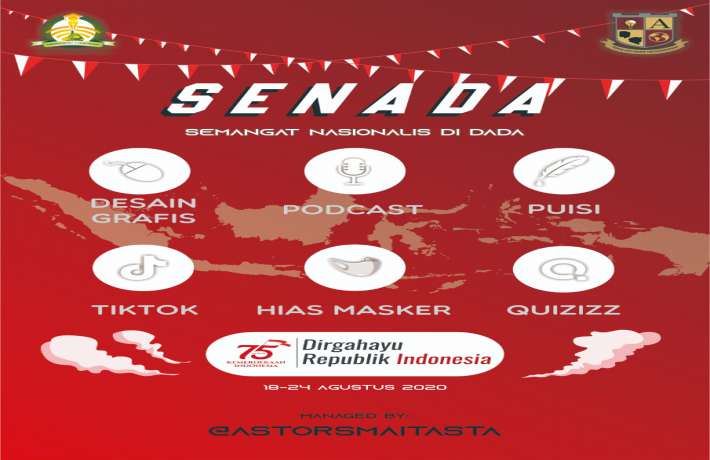 SENADA
SEMANGAT NASIONALIS DI DADA
DESAIN
GRAFIS
PODCAST
PUISI
TIKTOK
HIAS MASKER
QUIZIZZ
75
KEMERDEKAAN
INDONESIA
Dirgahayu
Republik Indonesia
18-24 AGUSTUS 2020
MANAGED BY:
@ASTORSMAITASTA